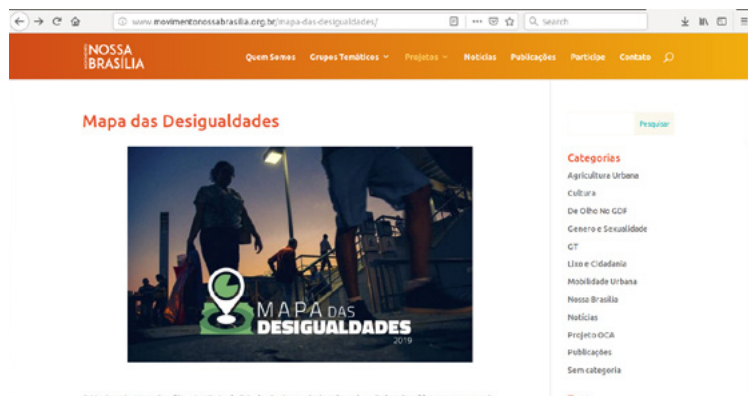 www.movimentonossabrasilia.org.br/mapa-das-desigualdades/
Search
NOSSA
BRASÍLIA
Quem Somos Grupos Temáticos Projetos Notícias Publicações Participe Contato
Mapa das Desigualdades
MAPA DAS
DESIGUALDADES
2019
Pesquisar
Categorias
Agricultura Urbana
Cultura
De Olho No GDF
Genero e Sexualidade
GT
Lixo e Cidadania
Mobilidade Urbana
Nossa Brasília
Notícias
Projeto OCA
Publicações
Sem categoria